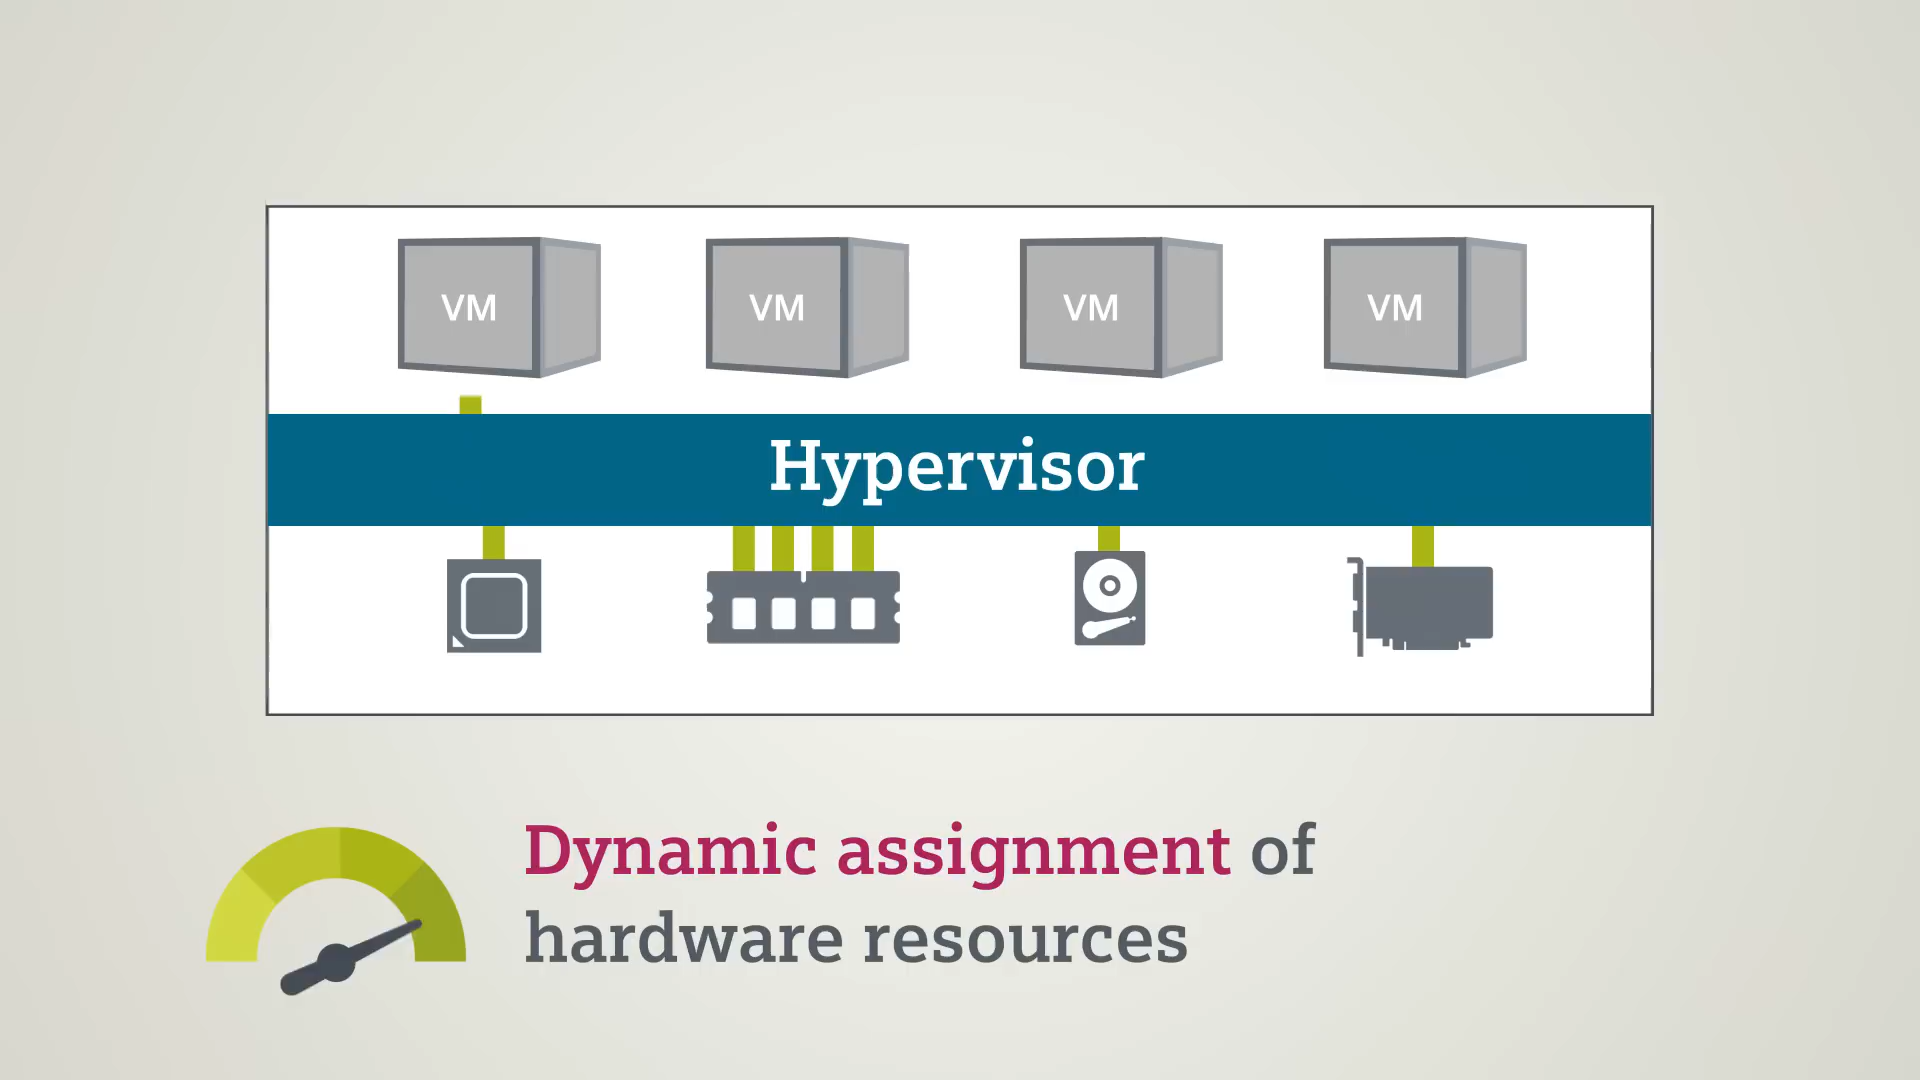 VM VM VM VM
Hypervisor
Dynamic assignment of
hardware resources